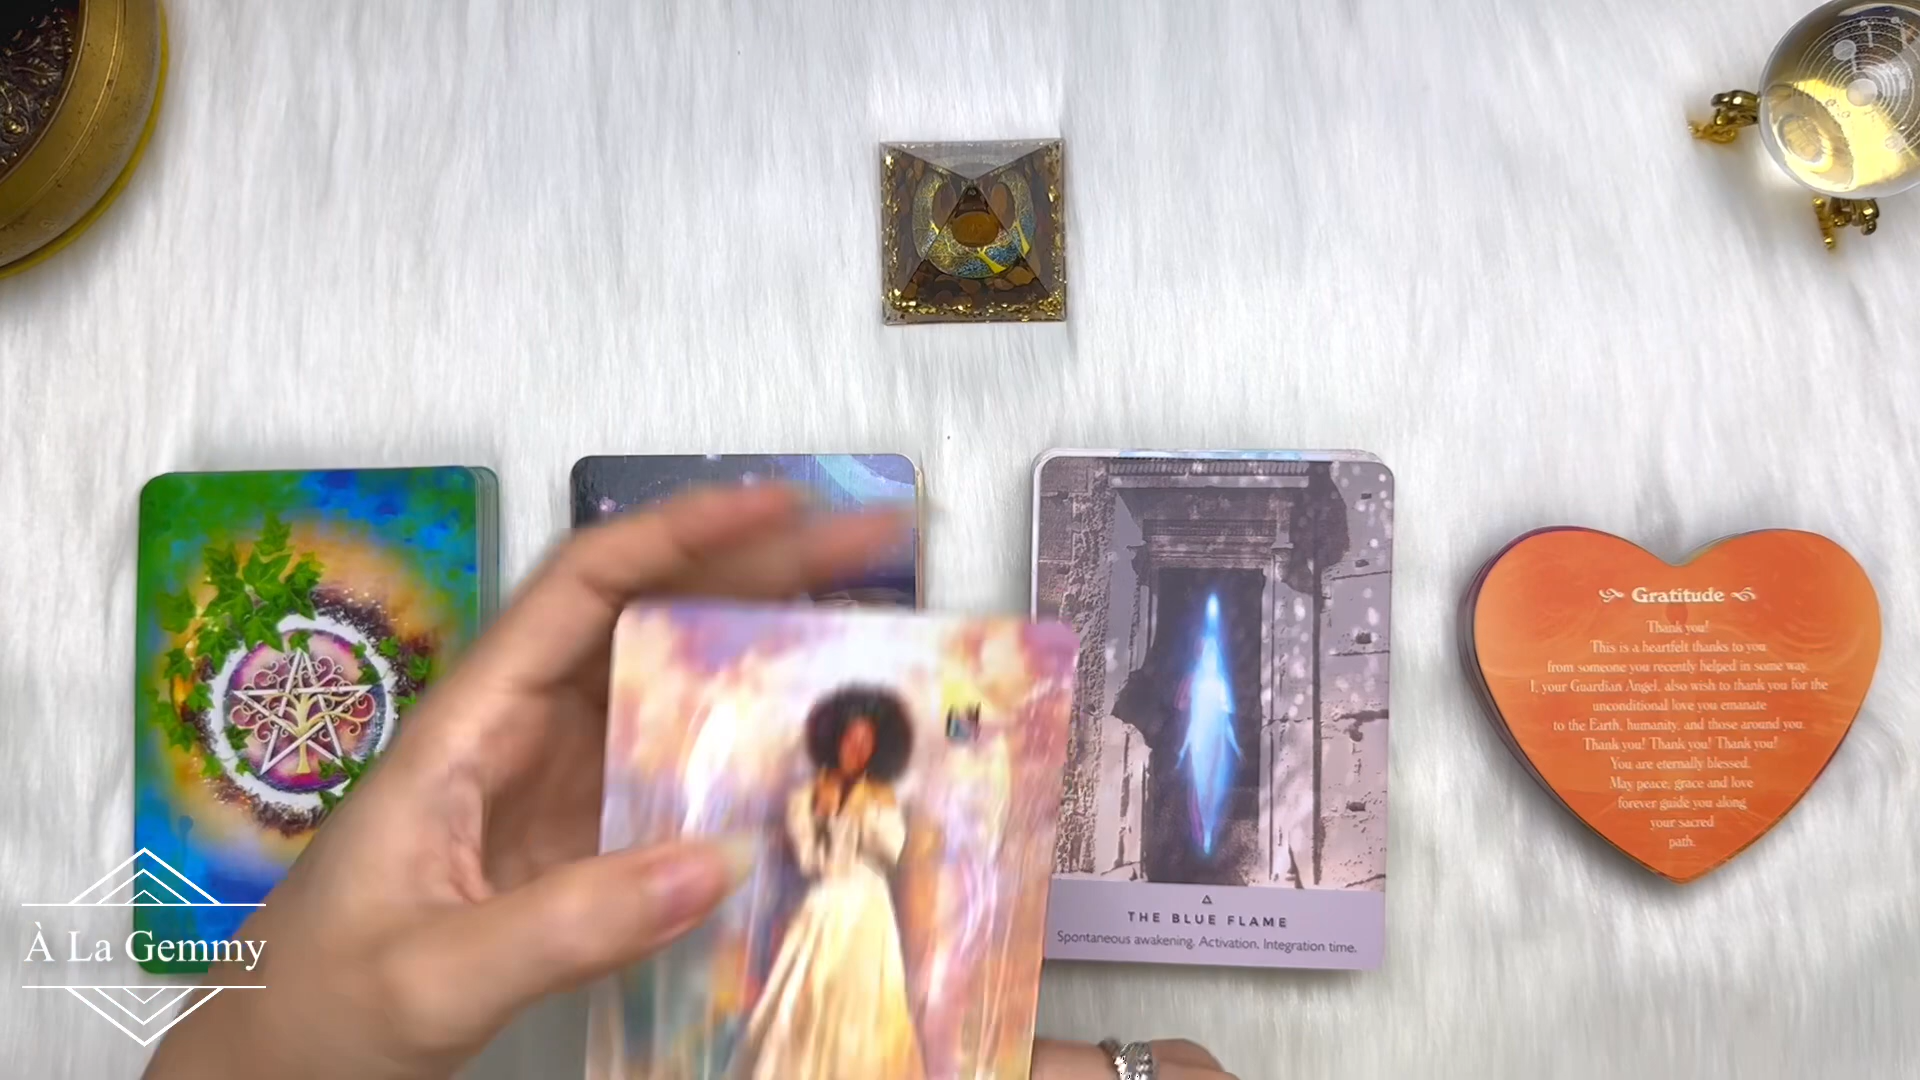 Gratitude
Thank you!
This is a heartfelt thanks to you
from someone you recently helped in some way.
I, your Guardian Angel, also wish to thank you for the
unconditional love you emanate
to the Earth, humanity, and those around you.
Thank you! Thank you! Thank you!
You are eternally blessed.
May peace, grace and love
forever guide you along
your sacred
path.
THE BLUE FLAME
Spontaneous awakening. Activation. Integration time.
À La Gemmy